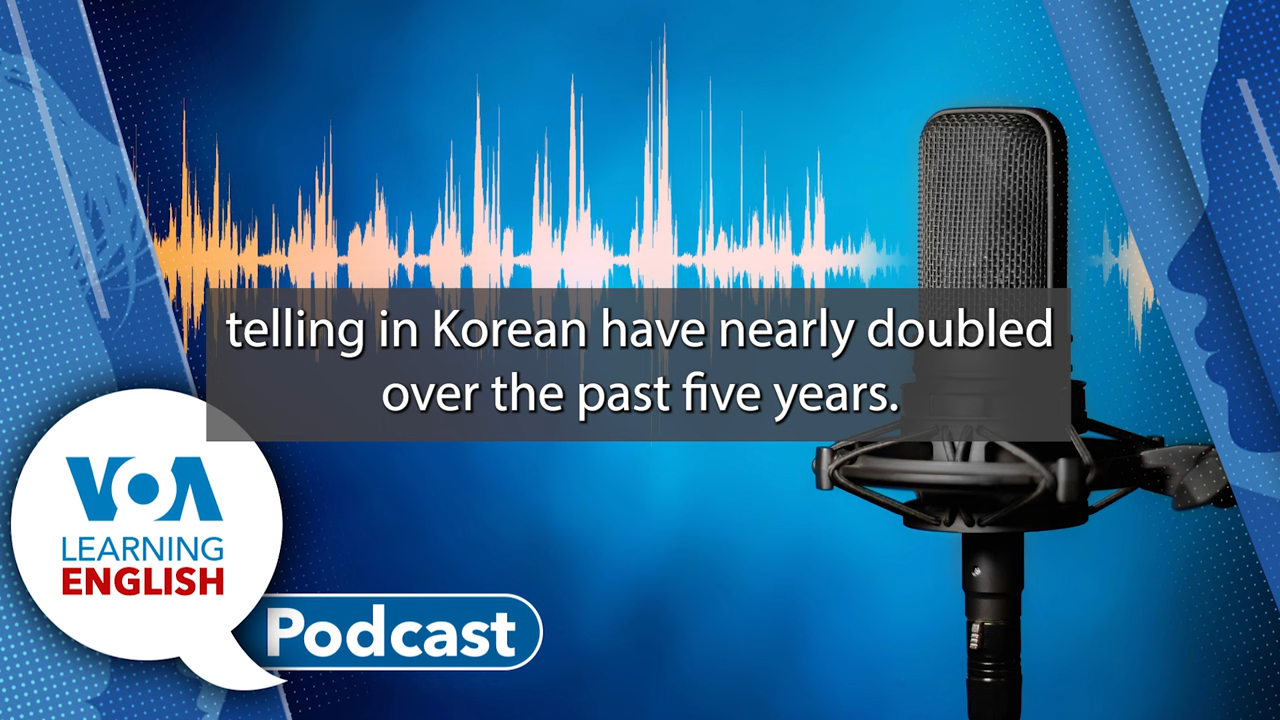 telling in Korean have nearly doubled
over the past five years.
VOA
LEARNING
ENGLISH
Podcast